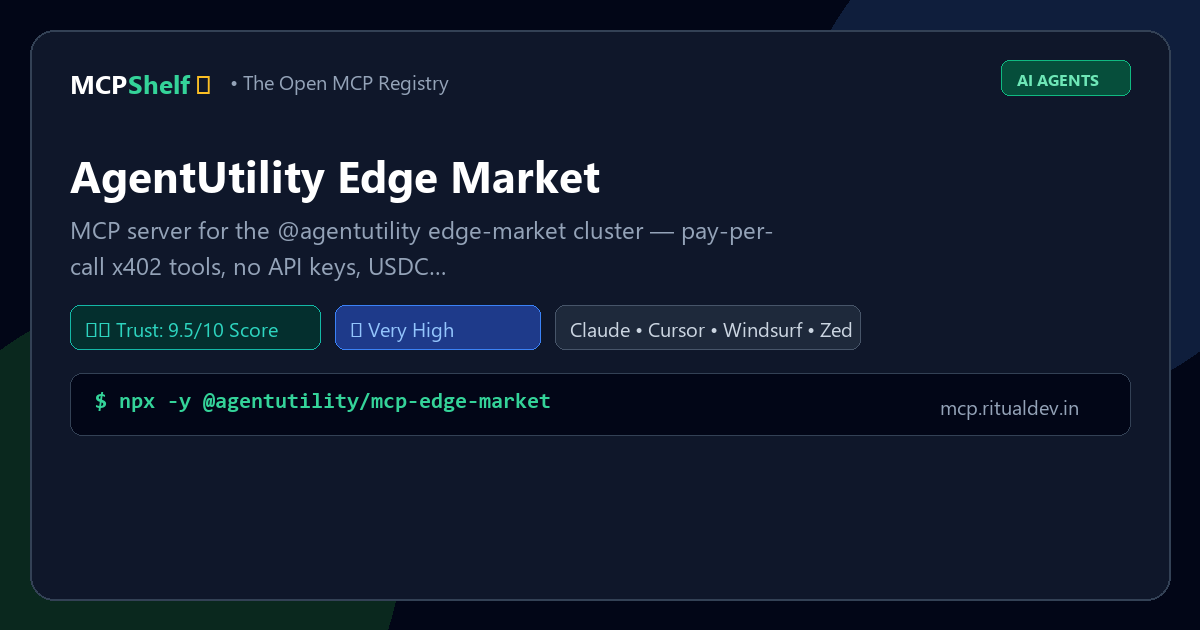 MCPShelf • The Open MCP Registry
AI AGENTS
AgentUtility Edge Market
MCP server for the @agentutility edge-market cluster — pay-per-
call x402 tools, no API keys, USDC...
Trust: 9.5/10 Score
Very High
Claude • Cursor • Windsurf • Zed
$ npx -y @agentutility/mcp-edge-market
mcp.ritualdev.in